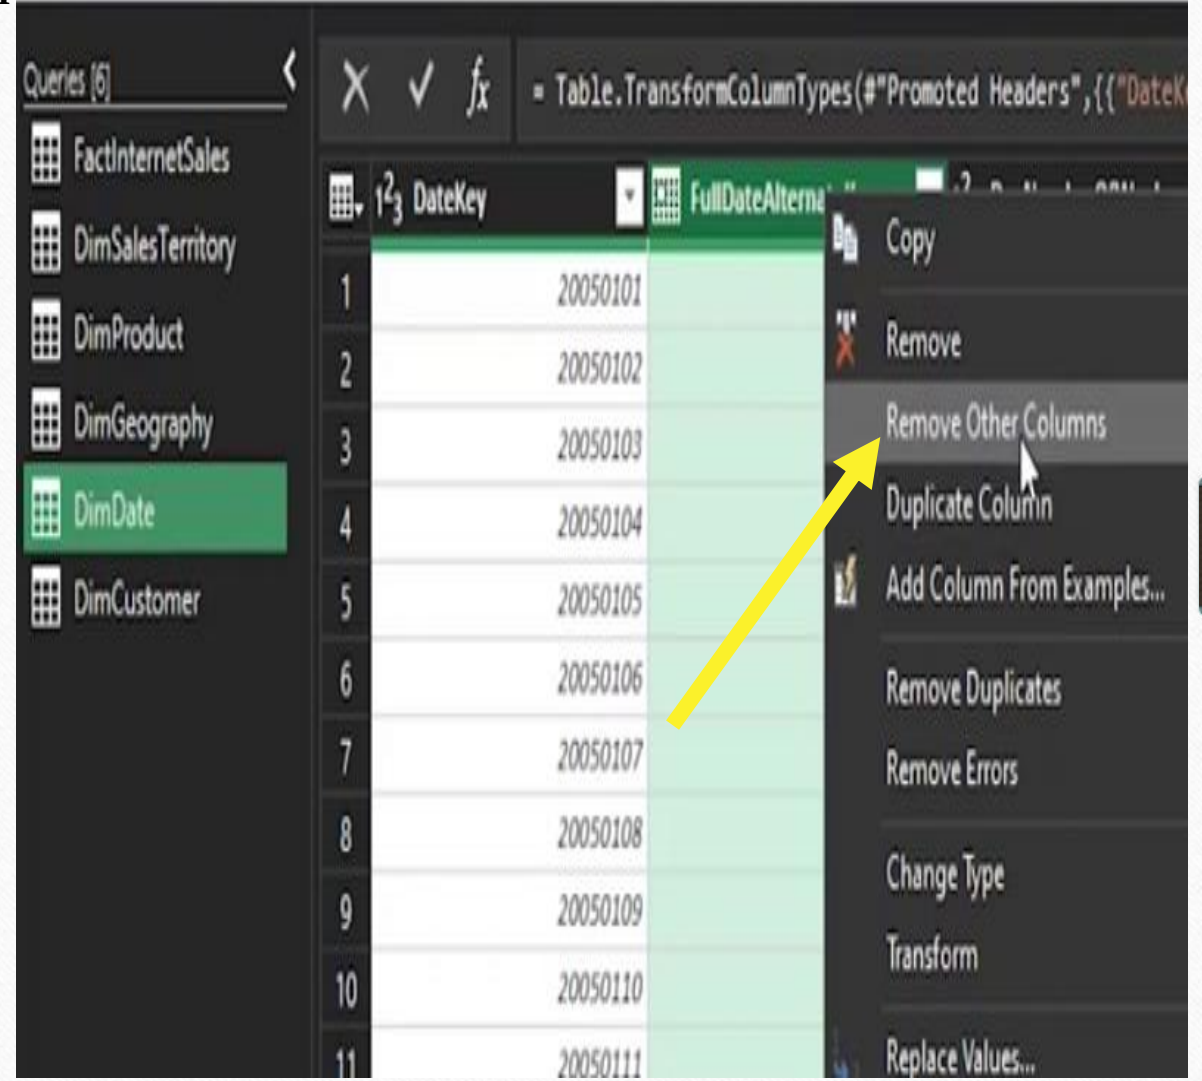 Queries [6]
FactInternetSales
DimSalesTerritory
DimProduct
DimGeography
DimDate
DimCustomer
fx
= Table.TransformColumnTypes(#"Promoted Headers",{{"DateK
123 DateKey
FullDateAlterna
1 20050101
2 20050102
3 20050103
4 20050104
5 20050105
6 20050106
7 20050107
8 20050108
9 20050109
10 20050110
11 20050111
Copy
Remove
Remove Other Columns
Duplicate Column
Add Column From Examples...
Remove Duplicates
Remove Errors
Change Type
Transform
Replace Values...